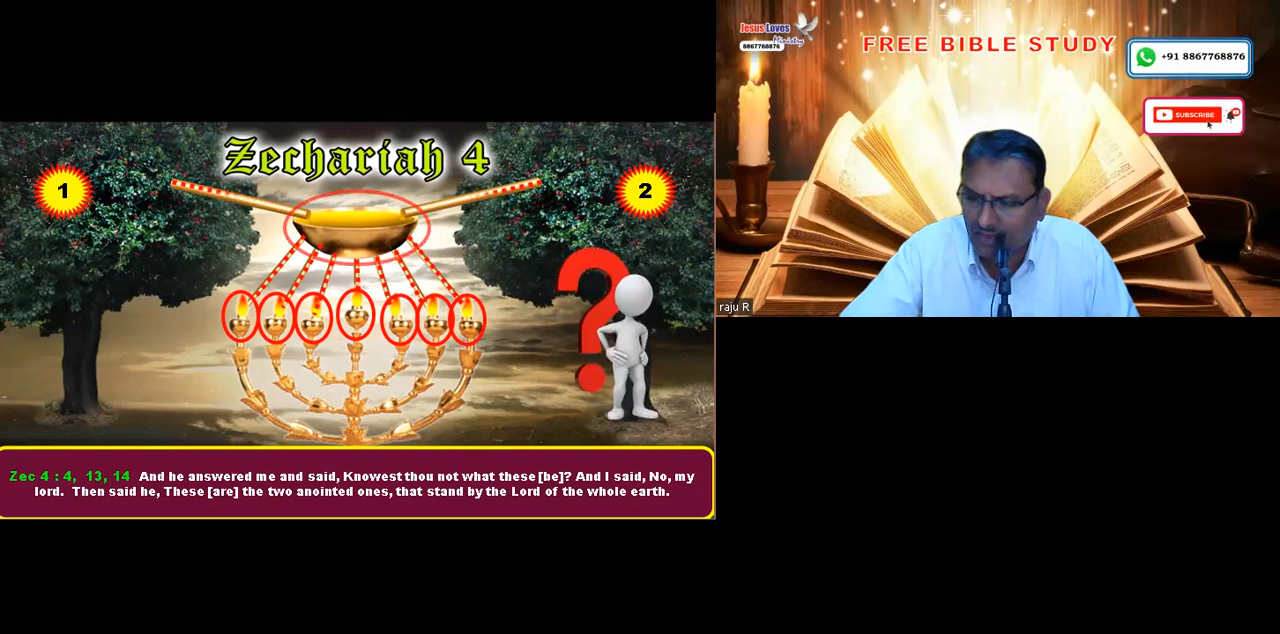 Zechariah 4
1
2
?
Zec 4 : 4, 13, 14 And he answered me and said, Knowest thou not what these [be]? And I said, No, my
lord. Then said he, These [are] the two anointed ones, that stand by the Lord of the whole earth.
Jesus Loves
Ministry
8867768876
FREE BIBLE STUDY
+91 8867768876
SUBSCRIBE
raju R